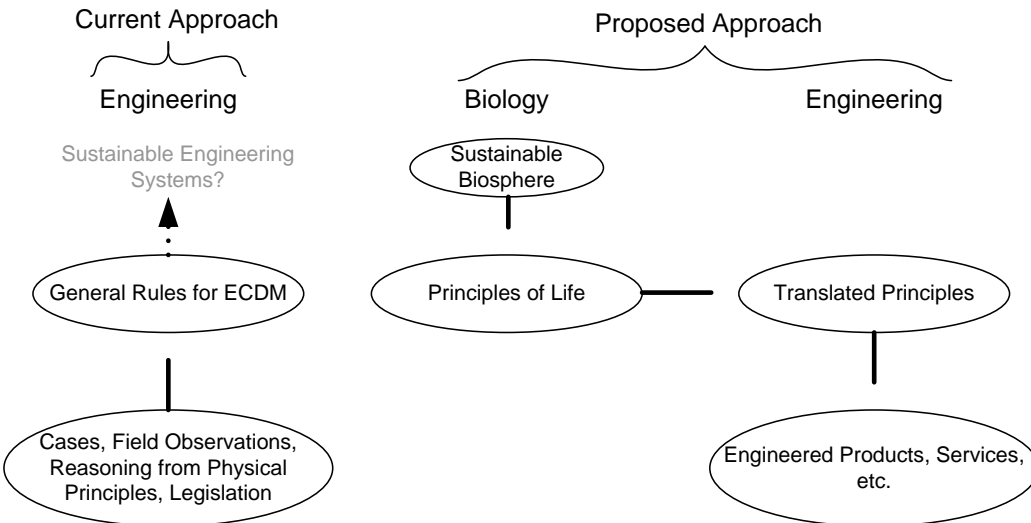 Current Approach
Engineering
Sustainable Engineering
Systems?
General Rules for ECDM
Cases, Field Observations,
Reasoning from Physical
Principles, Legislation
Proposed Approach
Biology
Engineering
Sustainable
Biosphere
Principles of Life
Translated Principles
Engineered Products, Services,
etc.